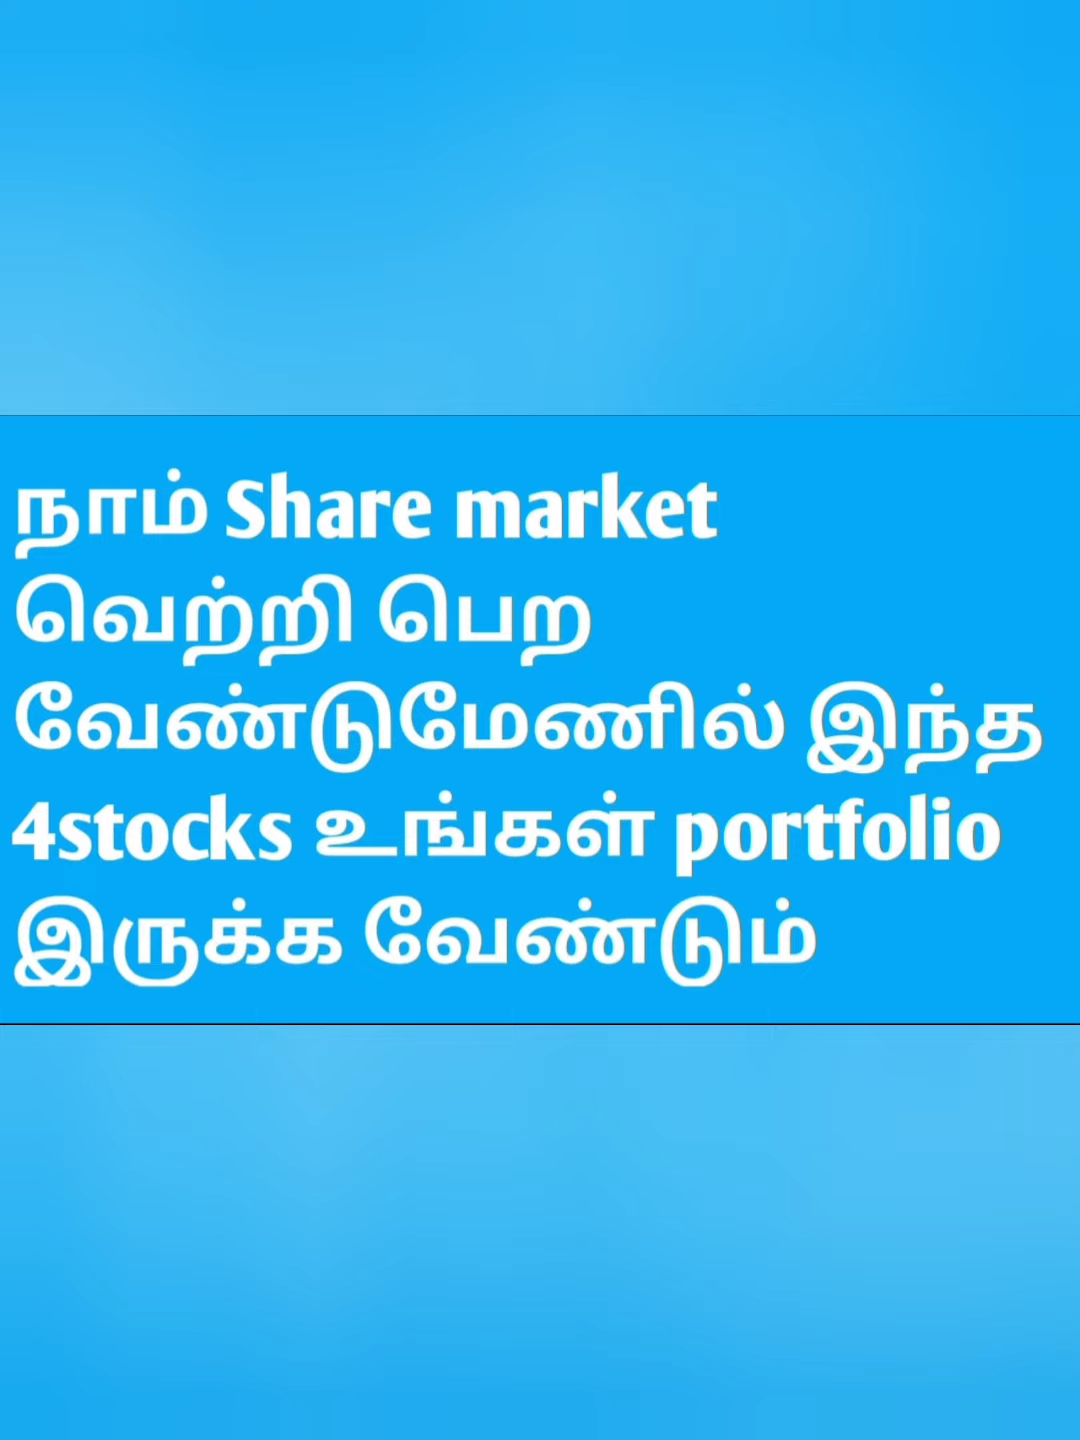 நாம் Share market
வெற்றி பெற
வேண்டுமேணில் இந்த
4stocks உங்கள் portfolio
இருக்க வேண்டும்